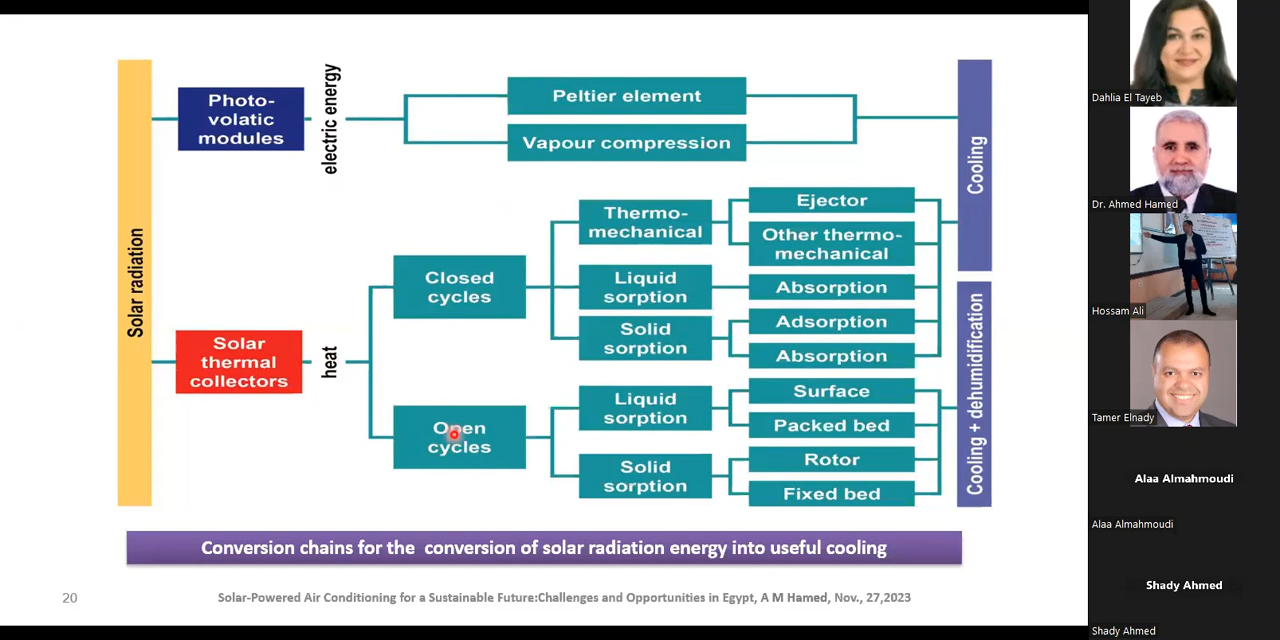 Solar radiation
Photo-
volatic
modules
electric energy
Peltier element
Vapour compression
Cooling
Solar
thermal
collectors
heat
Closed
cycles
Thermo-
mechanical
Ejector
Other thermo-
mechanical
Liquid
sorption
Absorption
Solid
sorption
Adsorption
Absorption
Open
cycles
Liquid
sorption
Surface
Packed bed
Solid
sorption
Rotor
Fixed bed
Cooling + dehumidification
Conversion chains for the conversion of solar radiation energy into useful cooling
20
Solar-Powered Air Conditioning for a Sustainable Future:Challenges and Opportunities in Egypt, A M Hamed, Nov., 27,2023
Dahlia El Tayeb
Dr. Ahmed Hamed
Hossam Ali
Tamer Elnady
Alaa Almahmoudi
Alaa Almahmoudi
Shady Ahmed
Shady Ahmed